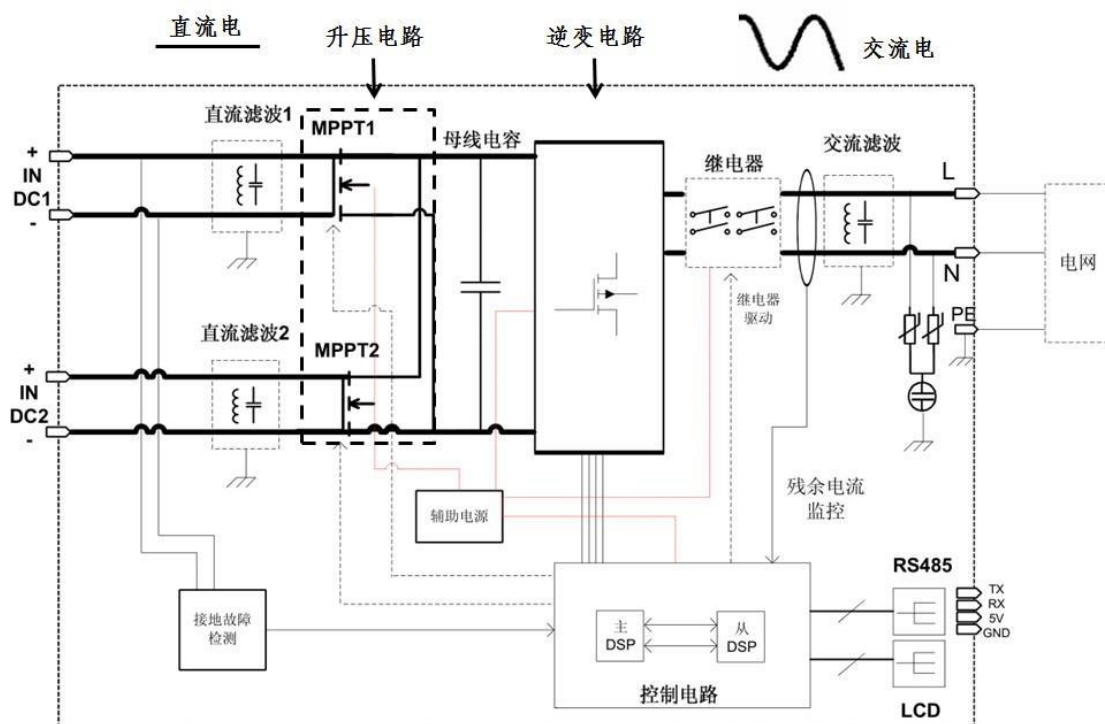 直流电
升压电路
逆变电路
交流电
直流滤波1
MPPT1
母线电容
继电器
交流滤波
+
IN
DC1
-
L
N
PE
电网
继电器
驱动
直流滤波2
MPPT2
+
IN
DC2
-
辅助电源
残余电流
监控
接地故障
检测
主
DSP
从
DSP
控制电路
RS485
TX
RX
5V
GND
LCD